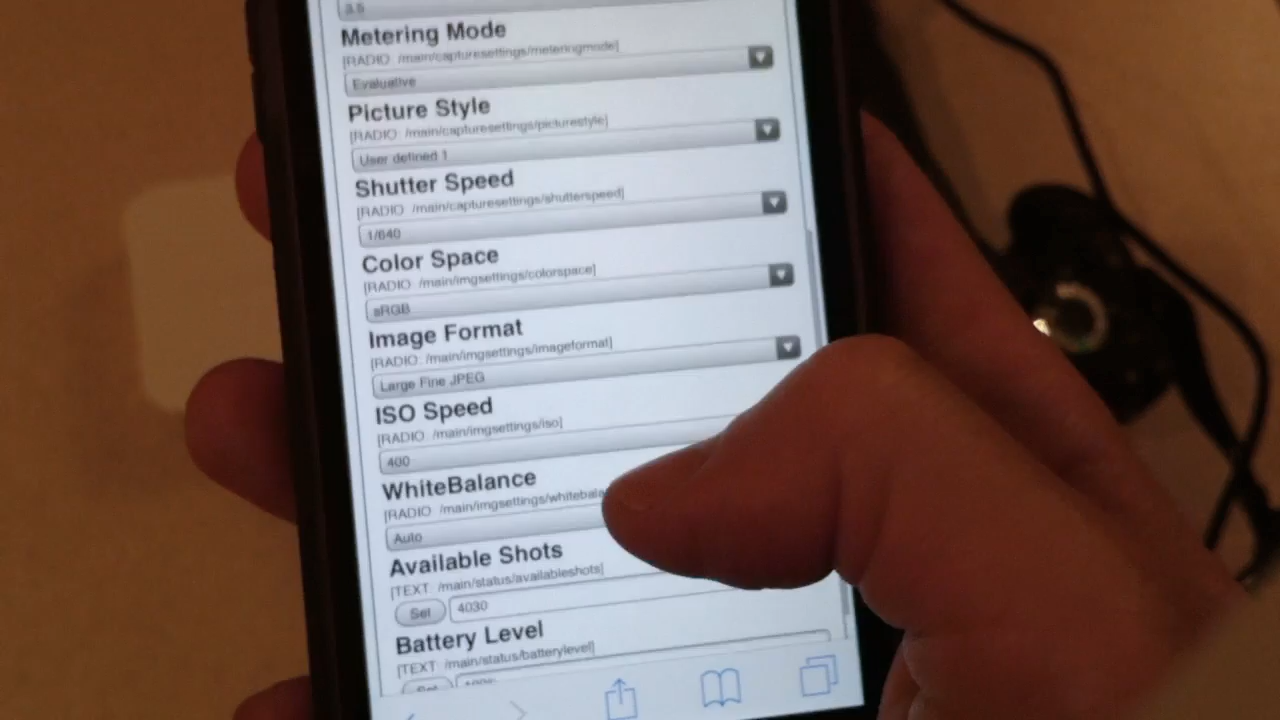 3.5
Metering Mode
[RADIO: /main/capturesettings/meteringmode]
Evaluative
Picture Style
[RADIO: /main/capturesettings/picturestyle]
User defined 1
Shutter Speed
[RADIO: /main/capturesettings/shutterspeed]
1/640
Color Space
[RADIO: /main/imgsettings/colorspace]
sRGB
Image Format
[RADIO: /main/imgsettings/imageformat]
Large Fine JPEG
ISO Speed
[RADIO: /main/imgsettings/iso]
400
WhiteBalance
[RADIO: /main/imgsettings/whitebala
Auto
Available Shots
[TEXT: /main/status/availableshots]
Set 4030
Battery Level
[TEXT: /main/status/batterylevel]
Set